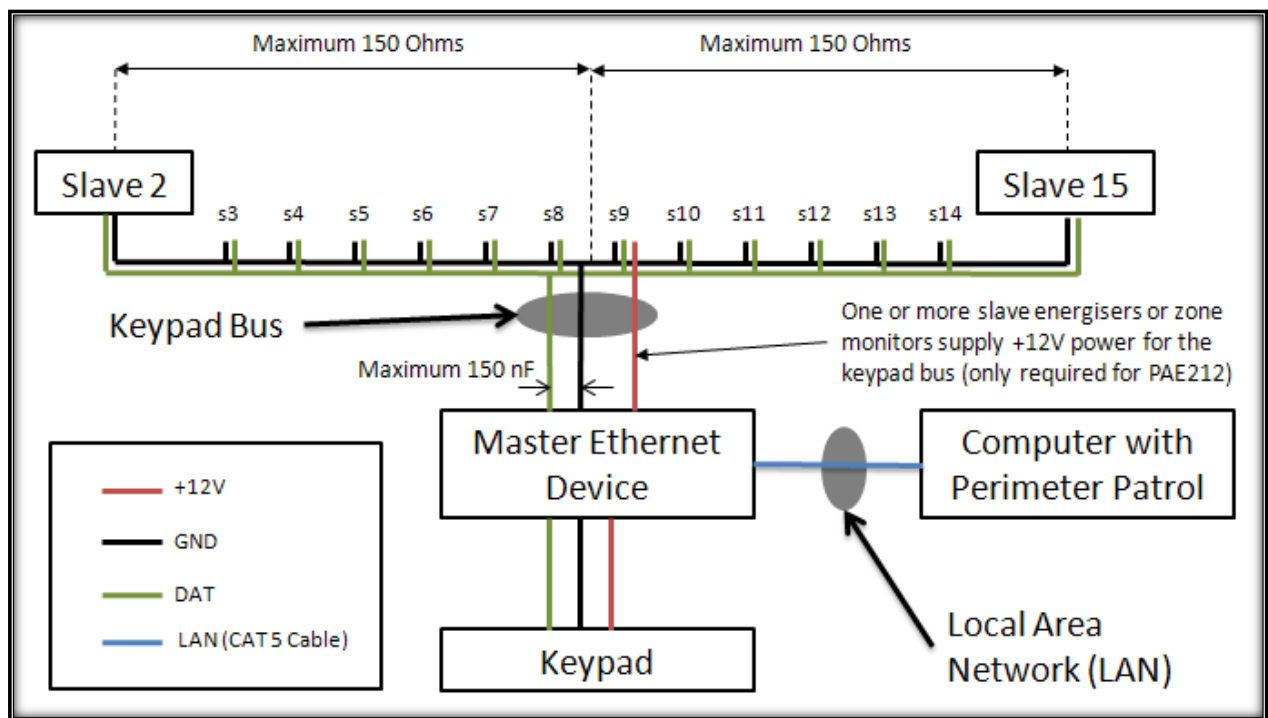 Maximum 150 Ohms
Maximum 150 Ohms
Slave 2
Slave 15
s3
s4
s5
s6
s7
s8
s9
s10
s11
s12
s13
s14
Keypad Bus
One or more slave energisers or zone
monitors supply +12V power for the
keypad bus (only required for PAE212)
Maximum 150 nF
Master Ethernet
Device
Computer with
Perimeter Patrol
+12V
GND
DAT
LAN (CAT 5 Cable)
Keypad
Local Area
Network (LAN)